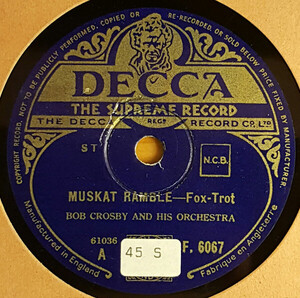 COPYRIGHT RECORD. NOT TO BE PUBLICLY PERFORMED, COPIED OR RE-RECORDED, OR SOLD BELOW PRICE FIXED BY MANUFACTURER
DECCA
THE SUPREME RECORD
THE DECCA REGD RECORD CO., LTD
ST
N.C.B.
MUSKAT RAMBLE—Fox-Trot
BOB CROSBY AND HIS ORCHESTRA
61036
A
45 S
F. 6067
Manufactured in England
Fabriqué en Angleterre